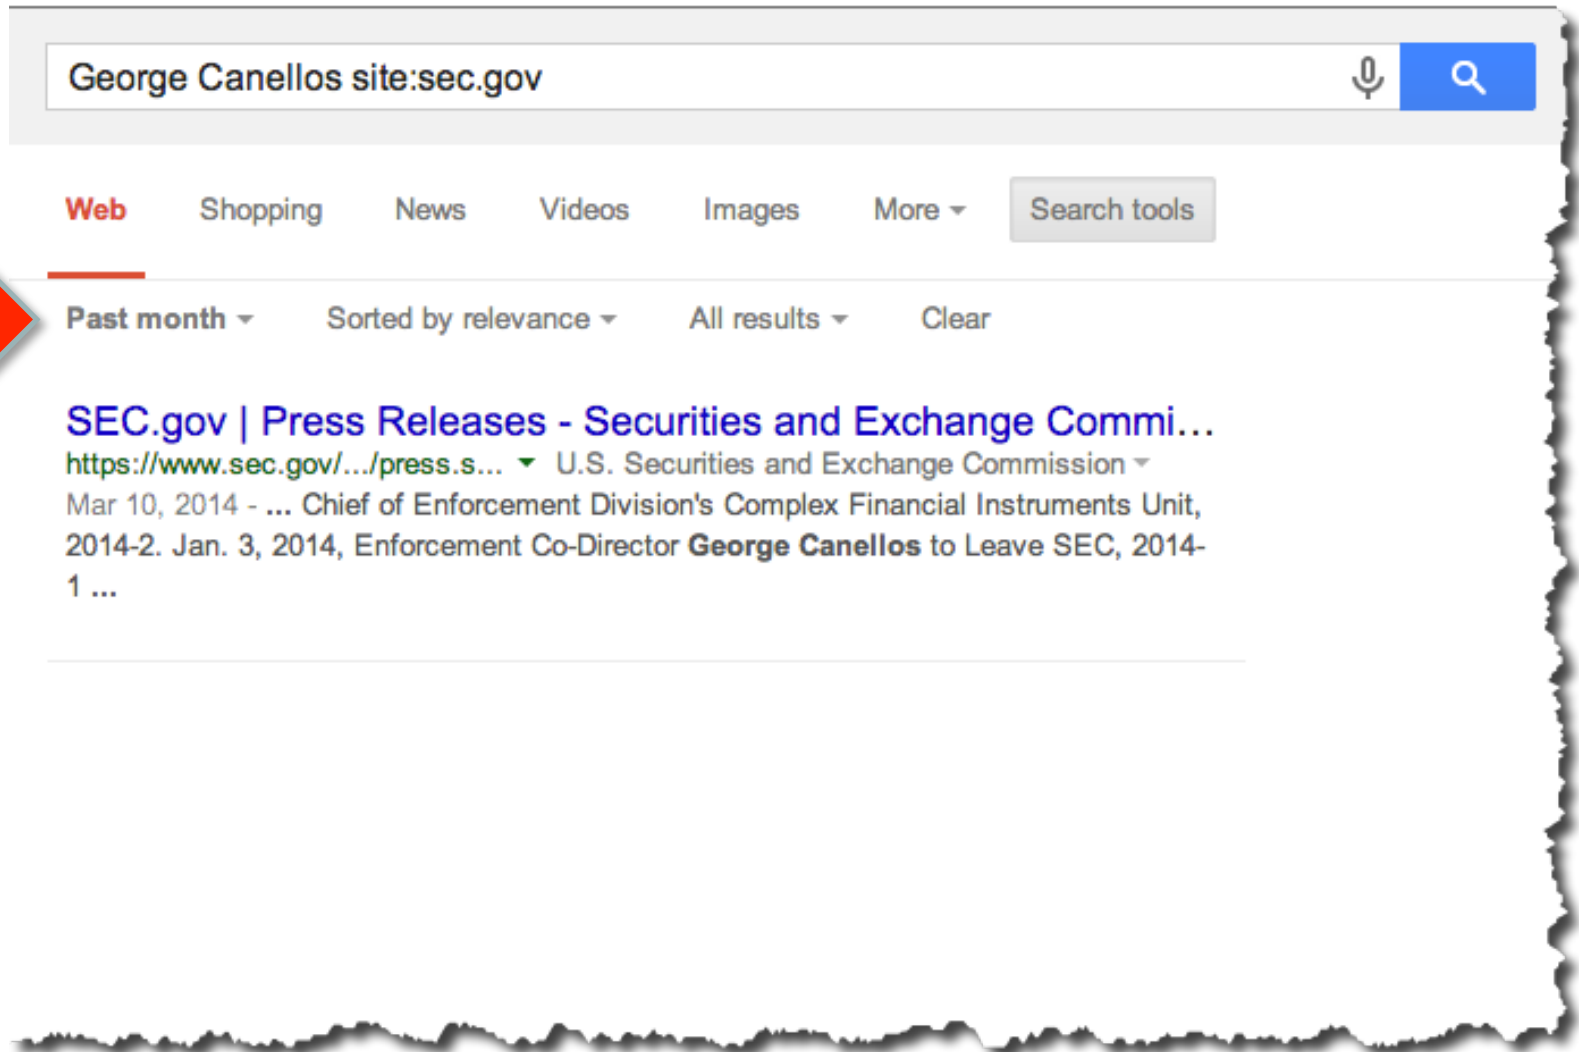 George Canellos site:sec.gov
Web Shopping News Videos Images More Search tools
Past month Sorted by relevance All results Clear
SEC.gov | Press Releases - Securities and Exchange Commi...
https://www.sec.gov/.../press.s... U.S. Securities and Exchange Commission
Mar 10, 2014 - ... Chief of Enforcement Division's Complex Financial Instruments Unit,
2014-2. Jan. 3, 2014, Enforcement Co-Director George Canellos to Leave SEC, 2014-
1 ...